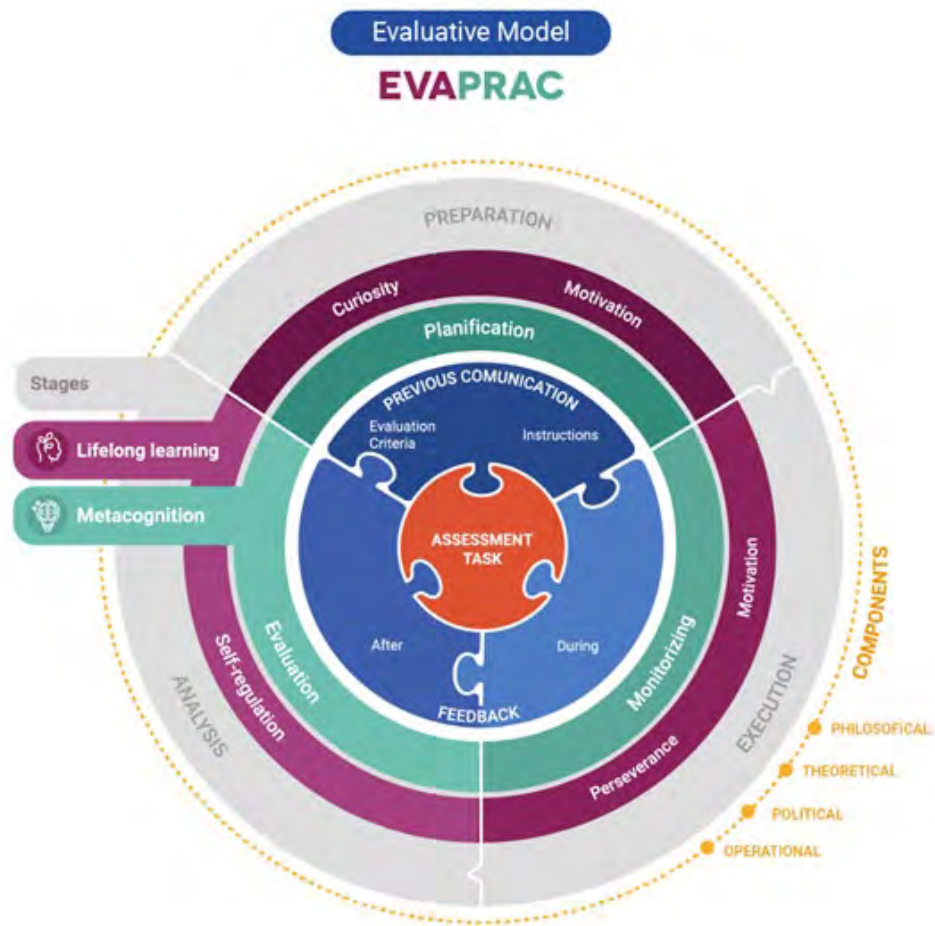 Evaluative Model
EVAPRAC
PREPARATION
Curiosity
Motivation
Planification
Stages
Lifelong learning
Metacognition
PREVIOUS COMUNICATION
Evaluation
Criteria
Instructions
ASSESSMENT
TASK
After
During
FEEDBACK
Evaluation
Self-regulation
ANALYSIS
Monitorizing
Motivation
Perseverance
EXECUTION
COMPONENTS
PHILOSOFICAL
THEORETICAL
POLITICAL
OPERATIONAL